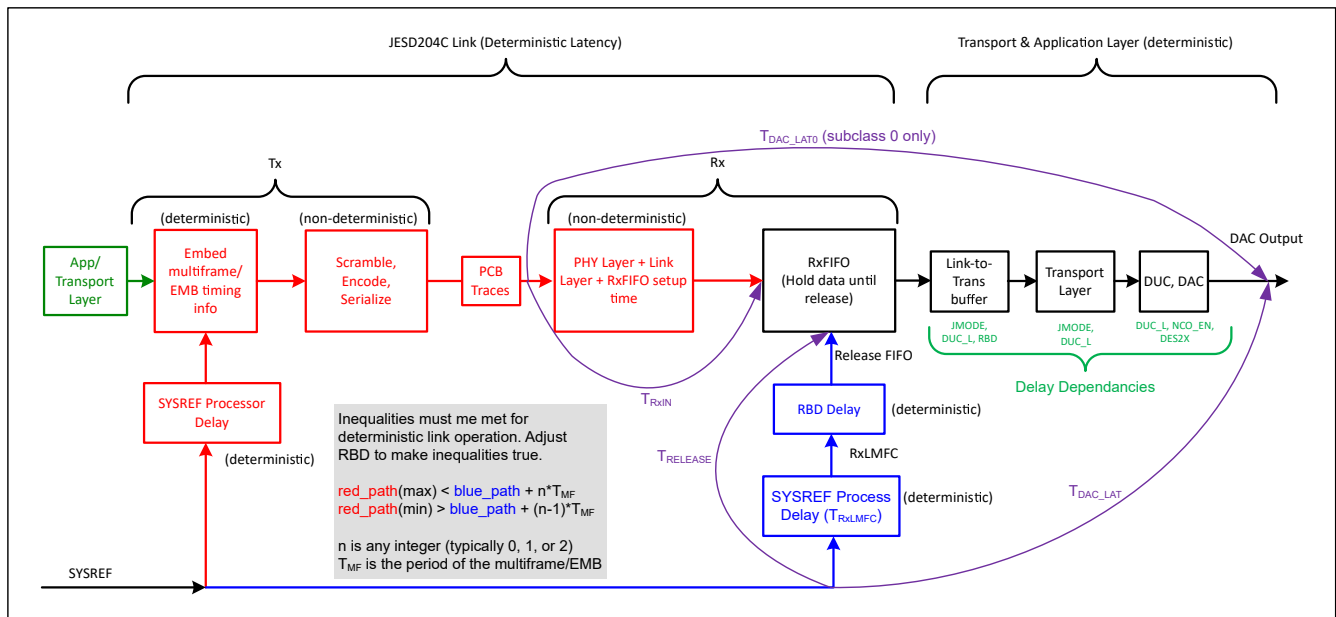 JESD204C Link (Deterministic Latency)
Transport & Application Layer (deterministic)
TDAC_LAT0 (subclass 0 only)
Tx
Rx
(deterministic)
(non-deterministic)
(non-deterministic)
DAC Output
App/
Transport
Layer
Embed
multiframe/
EMB timing
info
Scramble,
Encode,
Serialize
PCB
Traces
PHY Layer + Link
Layer + RxFIFO setup
time
RxFIFO
(Hold data until
release)
Link-to-
Trans
buffer
Transport
Layer
DUC, DAC
JMODE,
DUC_L, RBD
JMODE,
DUC_L
DUC_L, NCO_EN,
DES2X
Delay Dependancies
Release FIFO
TRxIN
SYSREF Processor
Delay
(deterministic)
RBD Delay
(deterministic)
RxLMFC
TRELEASE
SYSREF Process
Delay (TRxLMFC)
(deterministic)
TDAC_LAT
Inequalities must me met for
deterministic link operation. Adjust
RBD to make inequalities true.
red_path(max) < blue_path + n*TMF
red_path(min) > blue_path + (n-1)*TMF
n is any integer (typically 0, 1, or 2)
TMF is the period of the multiframe/EMB
SYSREF